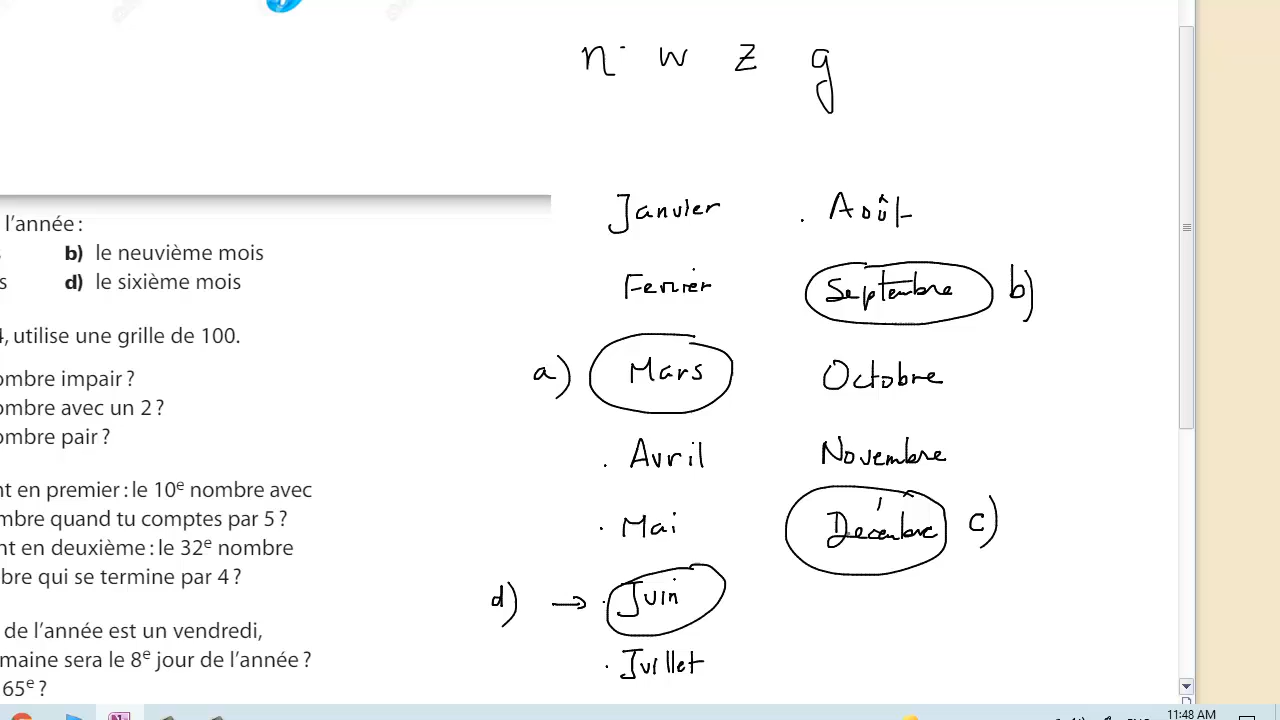 n w z g
Janvier Août
Fevrier Septembre b)
a) Mars Octobre
Avril Novembre
Mai Décembre c)
d) → Juin
Juillet
l'année :
s b) le neuvième mois
s d) le sixième mois
4, utilise une grille de 100.
ombre impair ?
ombre avec un 2 ?
ombre pair ?
nt en premier : le 10e nombre avec
mbre quand tu comptes par 5 ?
nt en deuxième : le 32e nombre
bre qui se termine par 4 ?
de l'année est un vendredi,
maine sera le 8e jour de l'année ?
65e ?
11:48 AM